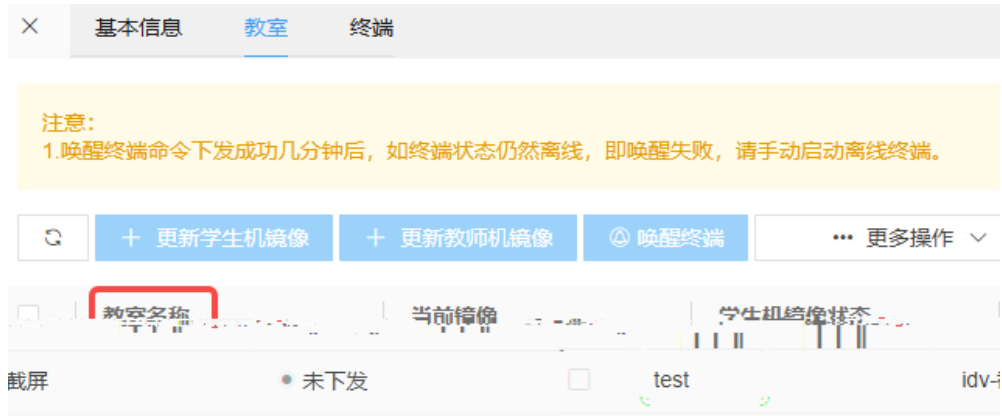 基本信息 教室 终端
注意:
1.唤醒终端命令下发成功几分钟后，如终端状态仍然离线，即唤醒失败，请手动启动离线终端。
更新学生机镜像 更新教师机镜像 唤醒终端 ••• 更多操作
教室名称 当前镜像 学生机镜像状态
截屏 未下发 test idv-